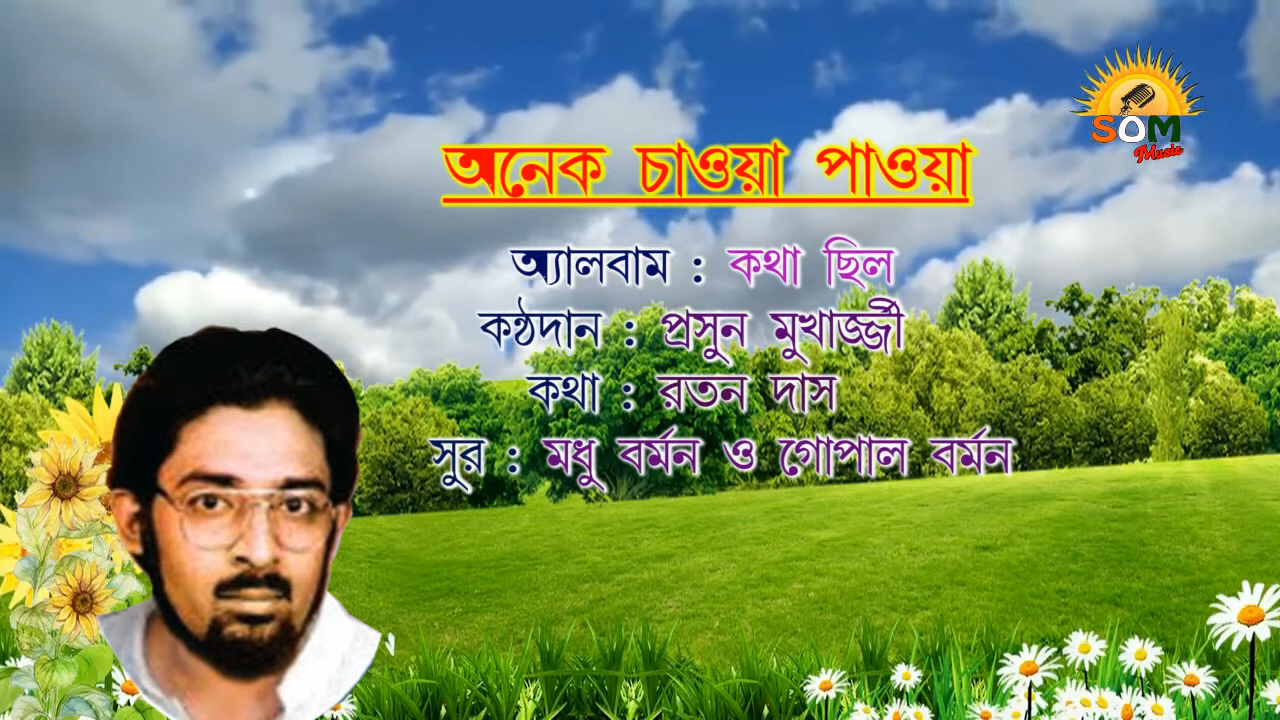 SOM
Music
অনেক চাওয়া পাওয়া
অ্যালবাম : কথা ছিল
কন্ঠদান : প্রসুন মুখার্জ্জী
কথা : রতন দাস
সুর : মধু বর্মন ও গোপাল বর্মন